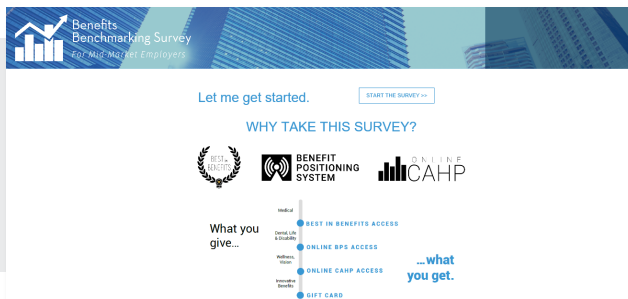 Benefits
Benchmarking Survey
For Mid-Market Employers
Let me get started.
START THE SURVEY >>
WHY TAKE THIS SURVEY?
BEST IN
BENEFITS
BENEFIT
POSITIONING
SYSTEM
ONLINE
CAHP
What you
give...
Medical
Dental, Life
& Disability
Wellness,
Vision
Innovative
Benefits
BEST IN BENEFITS ACCESS
ONLINE BPS ACCESS
ONLINE CAHP ACCESS
GIFT CARD
...what
you get.